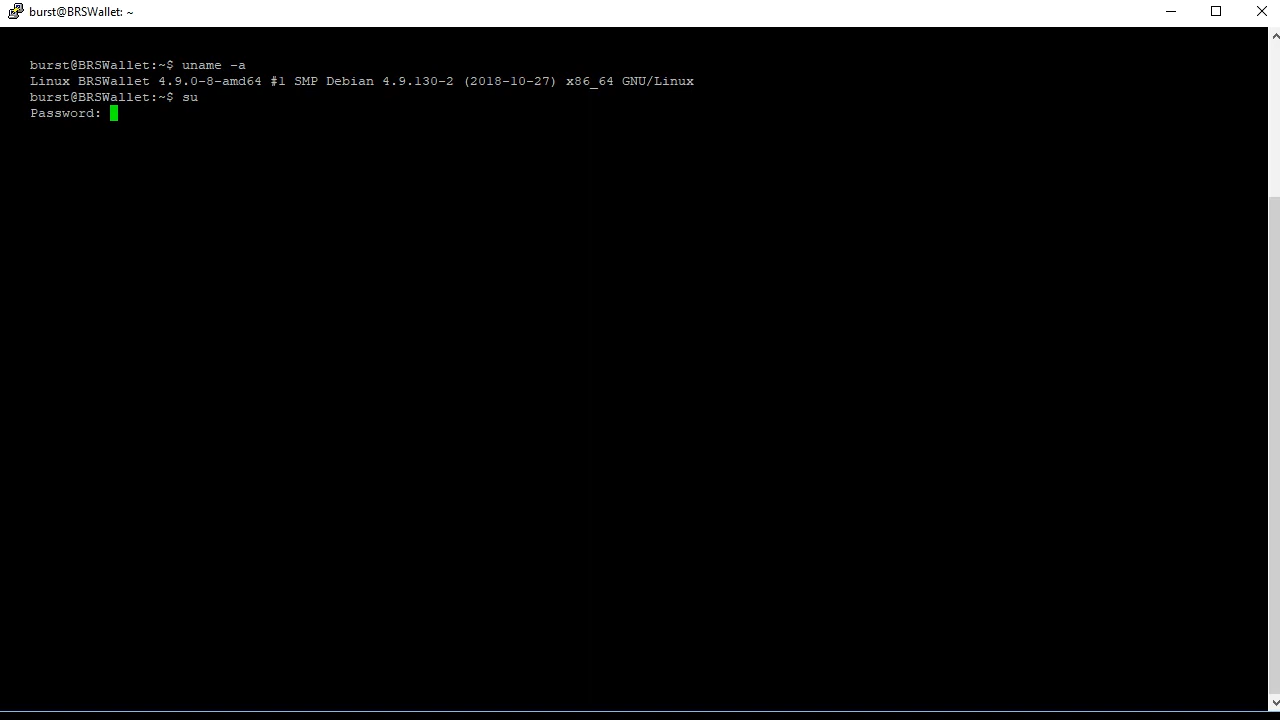 burst@BRSWallet: ~
burst@BRSWallet:~$ uname -a
Linux BRSWallet 4.9.0-8-amd64 #1 SMP Debian 4.9.130-2 (2018-10-27) x86_64 GNU/Linux
burst@BRSWallet:~$ su
Password: